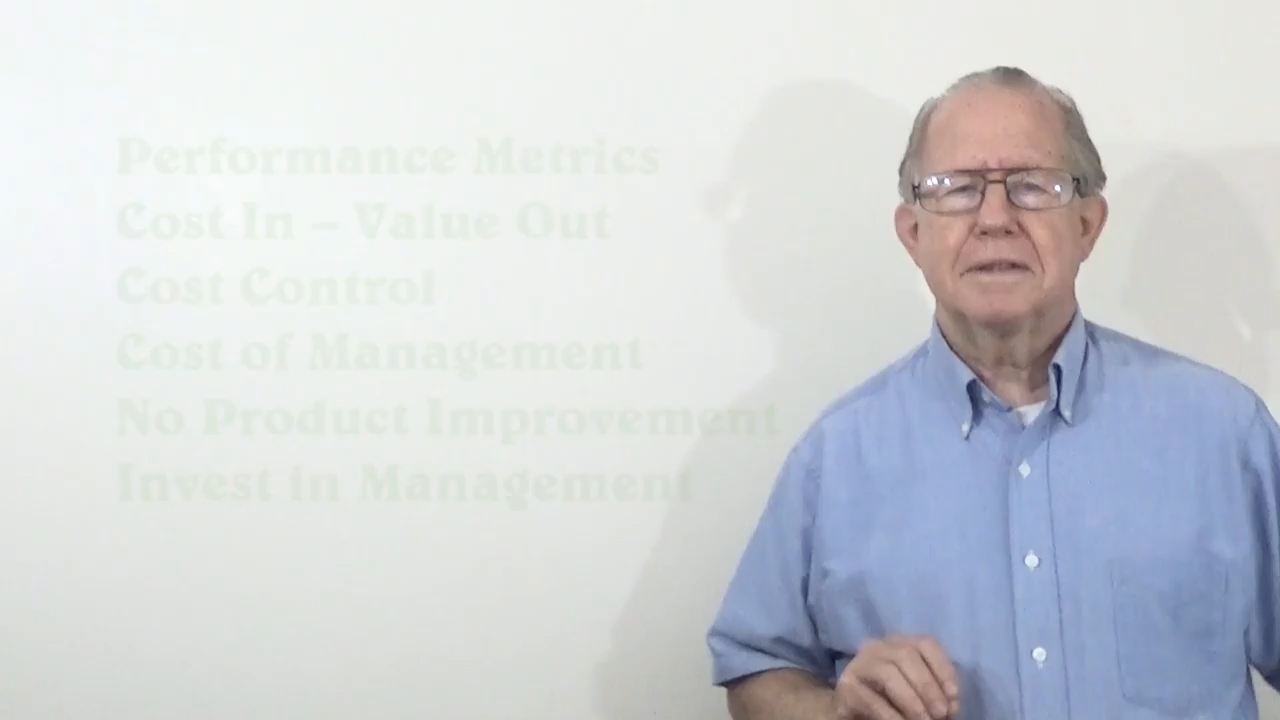 Performance Metrics
Cost In – Value Out
Cost Control
Cost of Management
No Product Improvement
Invest in Management